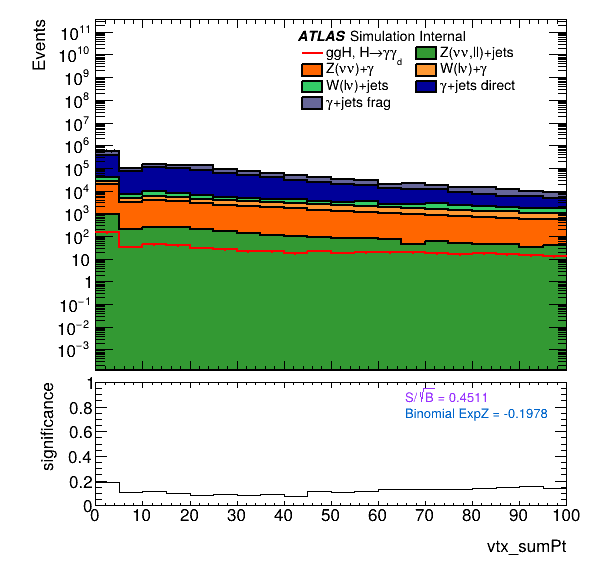 Events
ATLAS Simulation Internal
ggH, H→γγ_d
Z(νν,ll)+jets
Z(νν)+γ
W(lν)+γ
W(lν)+jets
γ+jets direct
γ+jets frag
10^11
10^10
10^9
10^8
10^7
10^6
10^5
10^4
10^3
10^2
10
1
10^−1
10^−2
10^−3
significance
1
0.8
0.6
0.4
0.2
0
S/√B = 0.4511
Binomial ExpZ = -0.1978
0 10 20 30 40 50 60 70 80 90 100
vtx_sumPt